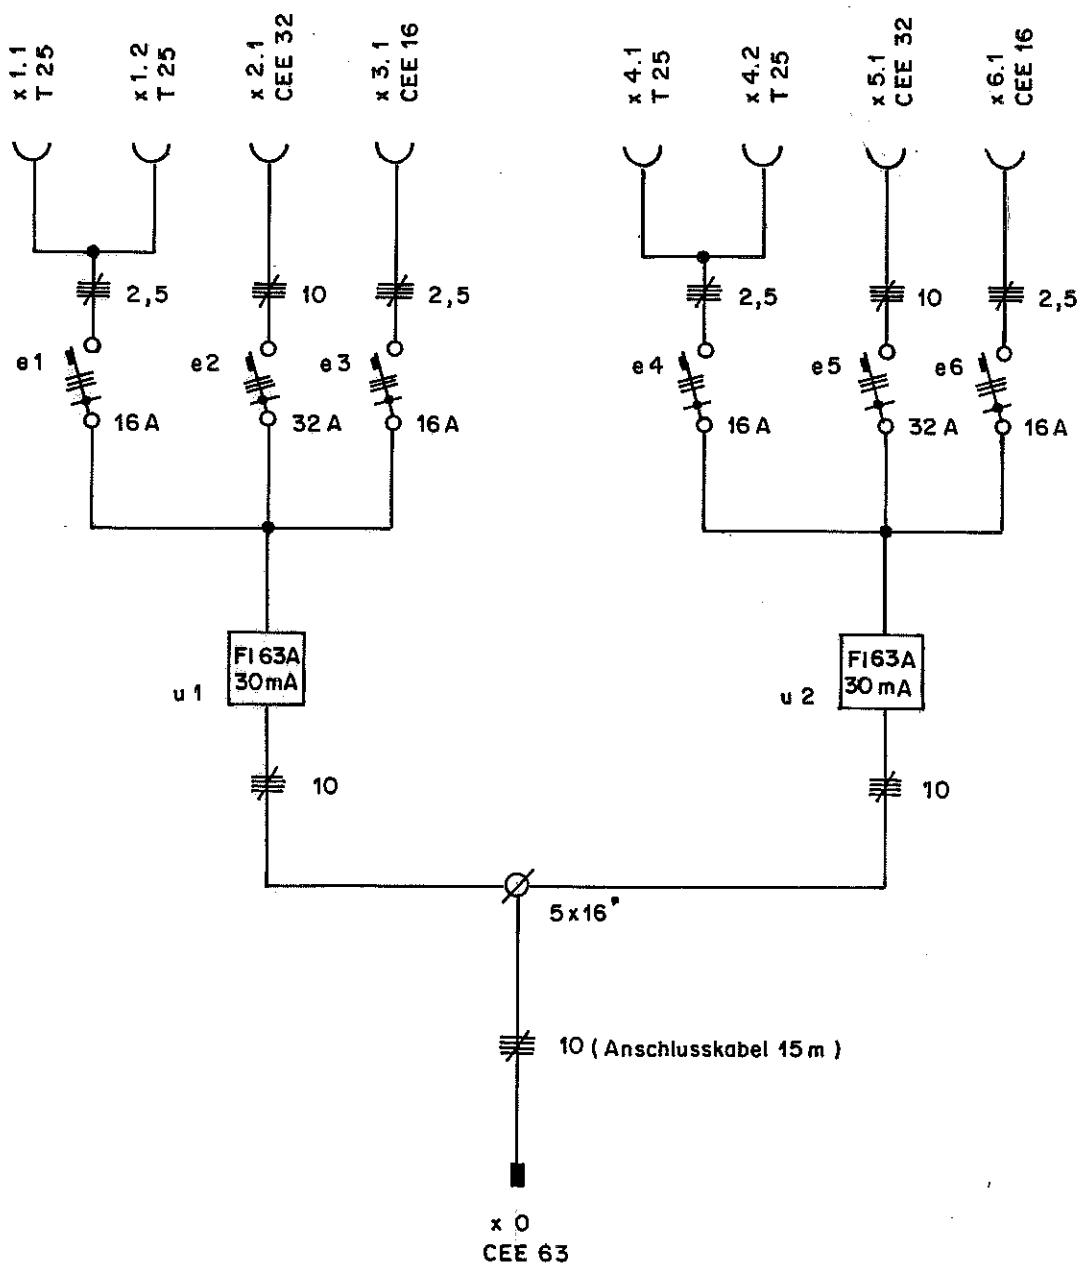 x 1.1
T 25
x 1.2
T 25
x 2.1
CEE 32
x 3.1
CEE 16
x 4.1
T 25
x 4.2
T 25
x 5.1
CEE 32
x 6.1
CEE 16
2,5
10
2,5
2,5
10
2,5
e1
e2
e3
e4
e5
e6
16 A
32 A
16 A
16A
32 A
16A
FI 63A
30mA
u 1
FI 63A
30 mA
u 2
10
10
5 x 16"
10 ( Anschlusskabel 15 m )
x 0
CEE 63